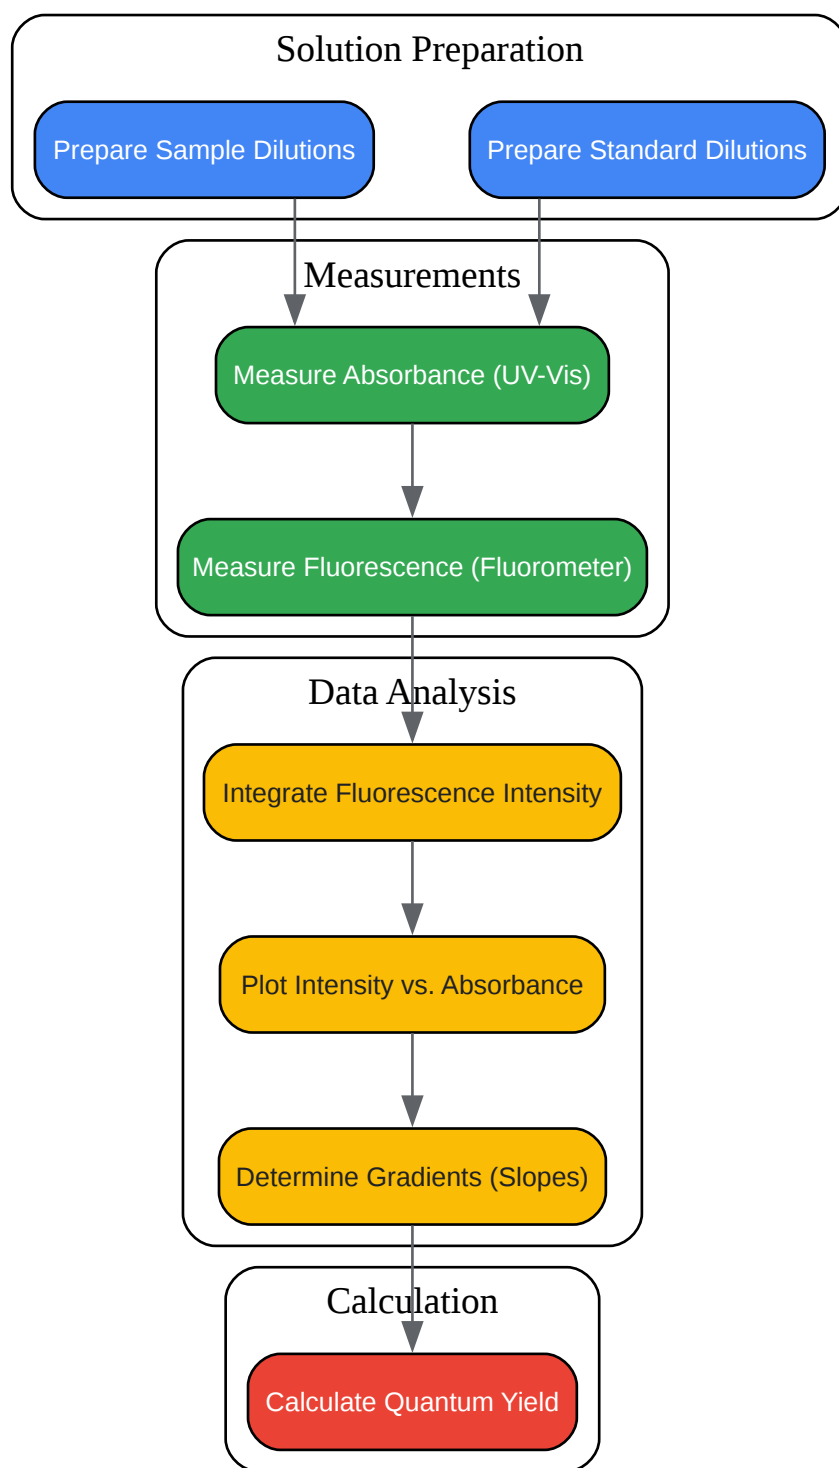 Solution Preparation
Prepare Sample Dilutions
Prepare Standard Dilutions
Measurements
Measure Absorbance (UV-Vis)
Measure Fluorescence (Fluorometer)
Data Analysis
Integrate Fluorescence Intensity
Plot Intensity vs. Absorbance
Determine Gradients (Slopes)
Calculation
Calculate Quantum Yield